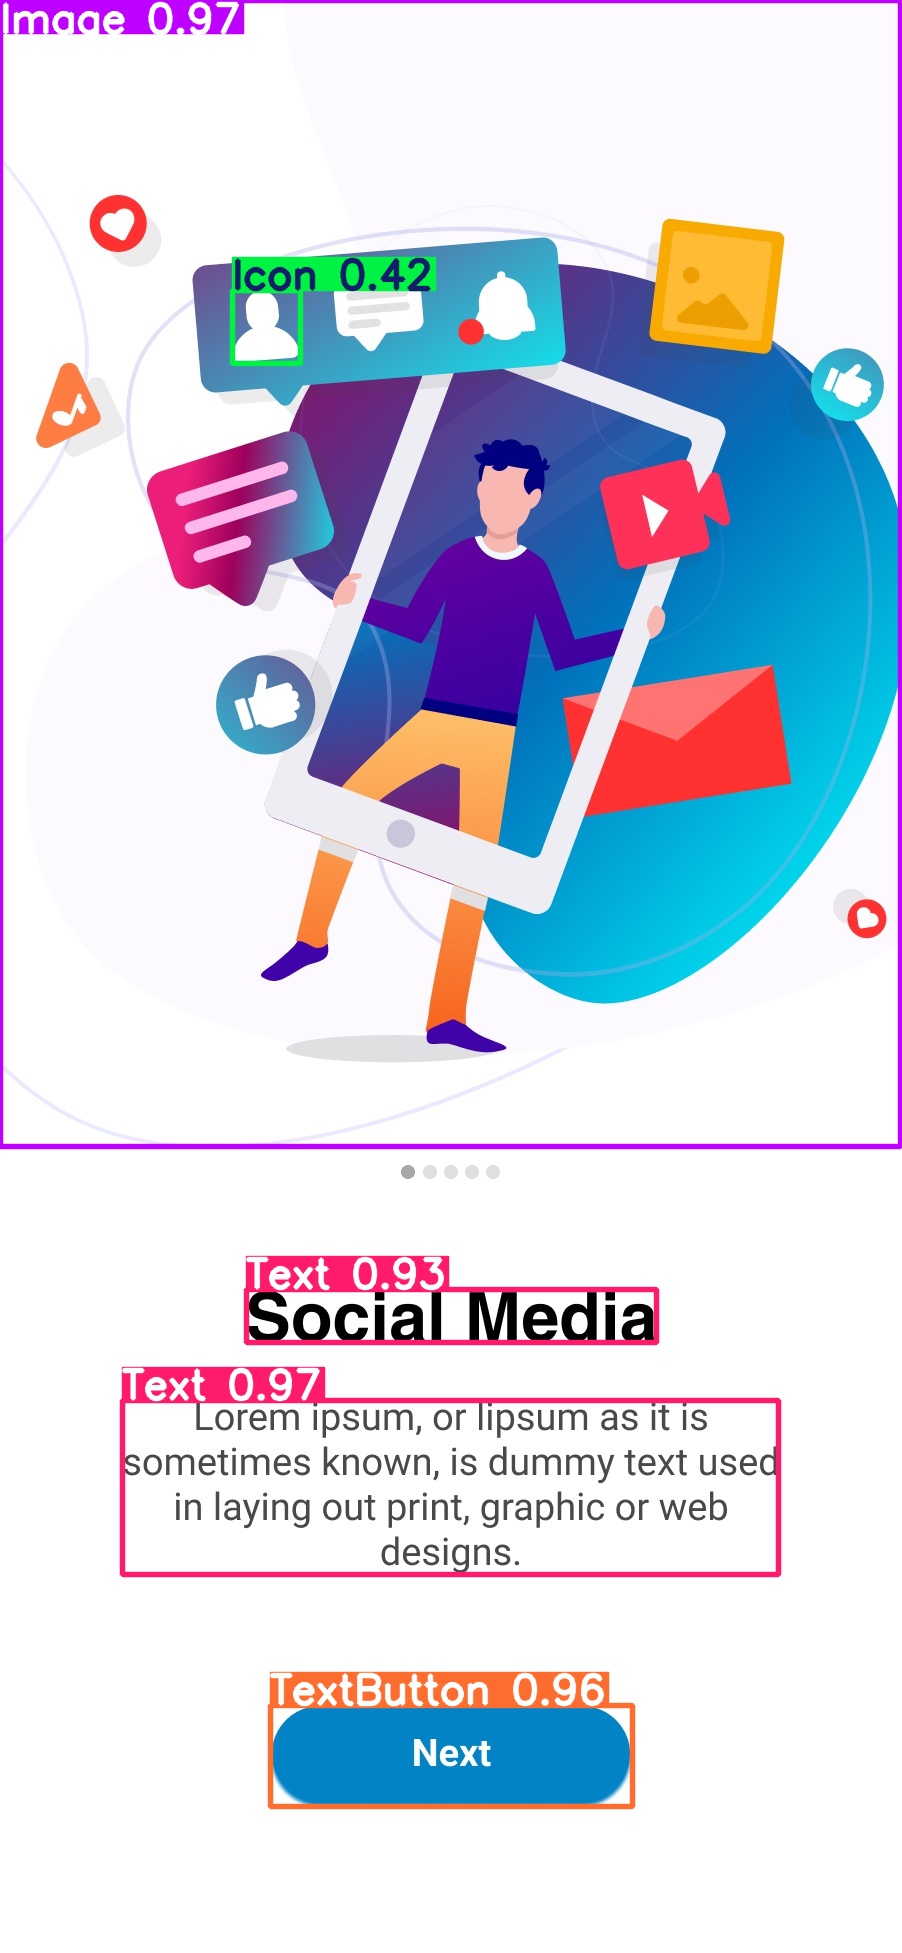 Image 0.97
Icon 0.42
Text 0.93
Social Media
Text 0.97
Lorem ipsum, or lipsum as it is
sometimes known, is dummy text used
in laying out print, graphic or web
designs.
TextButton 0.96
Next